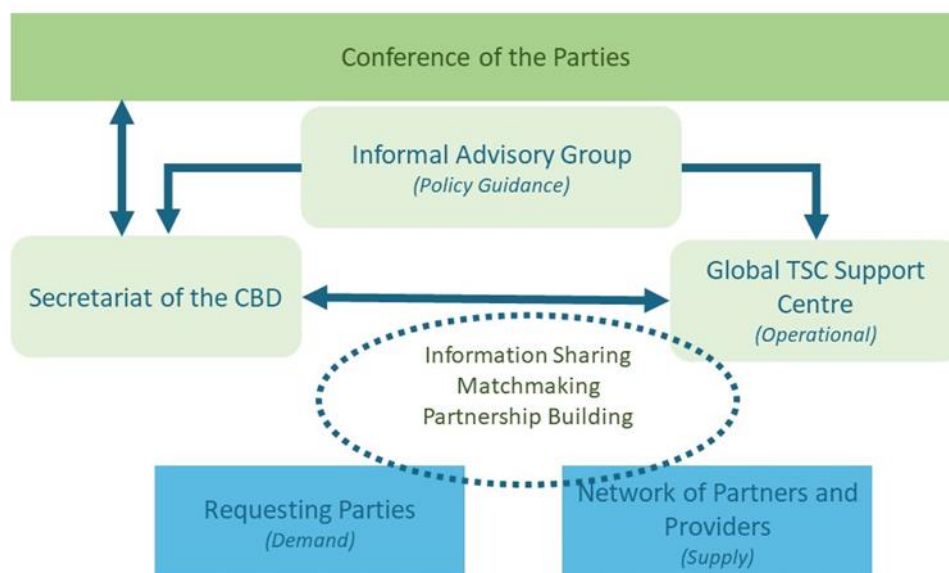 Conference of the Parties
Informal Advisory Group
(Policy Guidance)
Secretariat of the CBD
Global TSC Support
Centre
(Operational)
Information Sharing
Matchmaking
Partnership Building
Requesting Parties
(Demand)
Network of Partners and
Providers
(Supply)